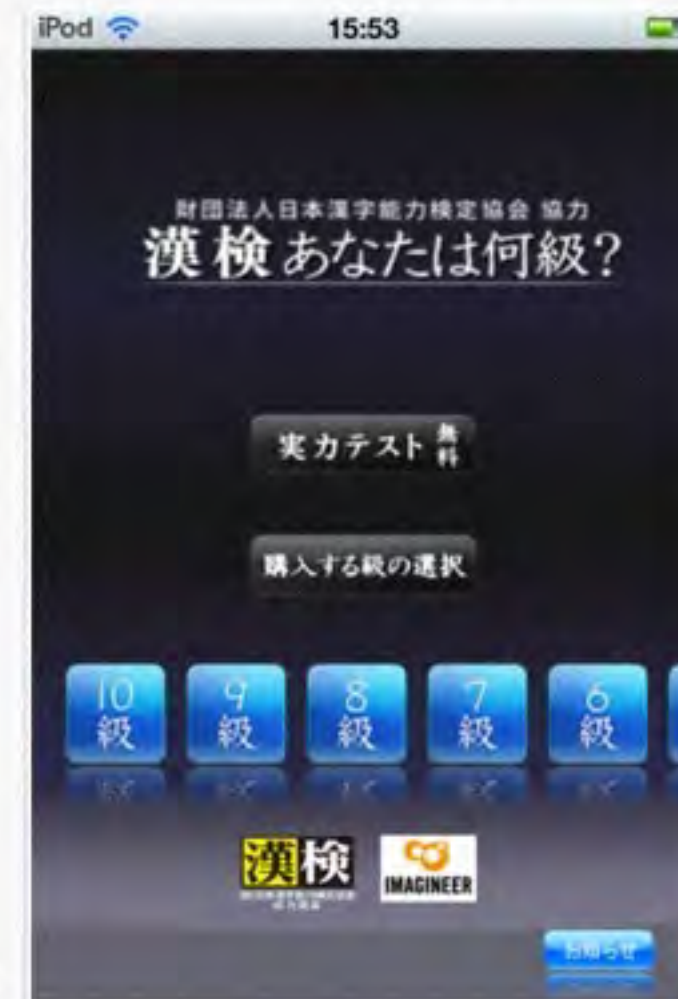 iPod
15:53
財団法人日本漢字能力検定協会 協力
漢検 あなたは何級?
実力テスト 無料
購入する級の選択
10級
9級
8級
7級
6級
漢検
IMAGINEER
お知らせ